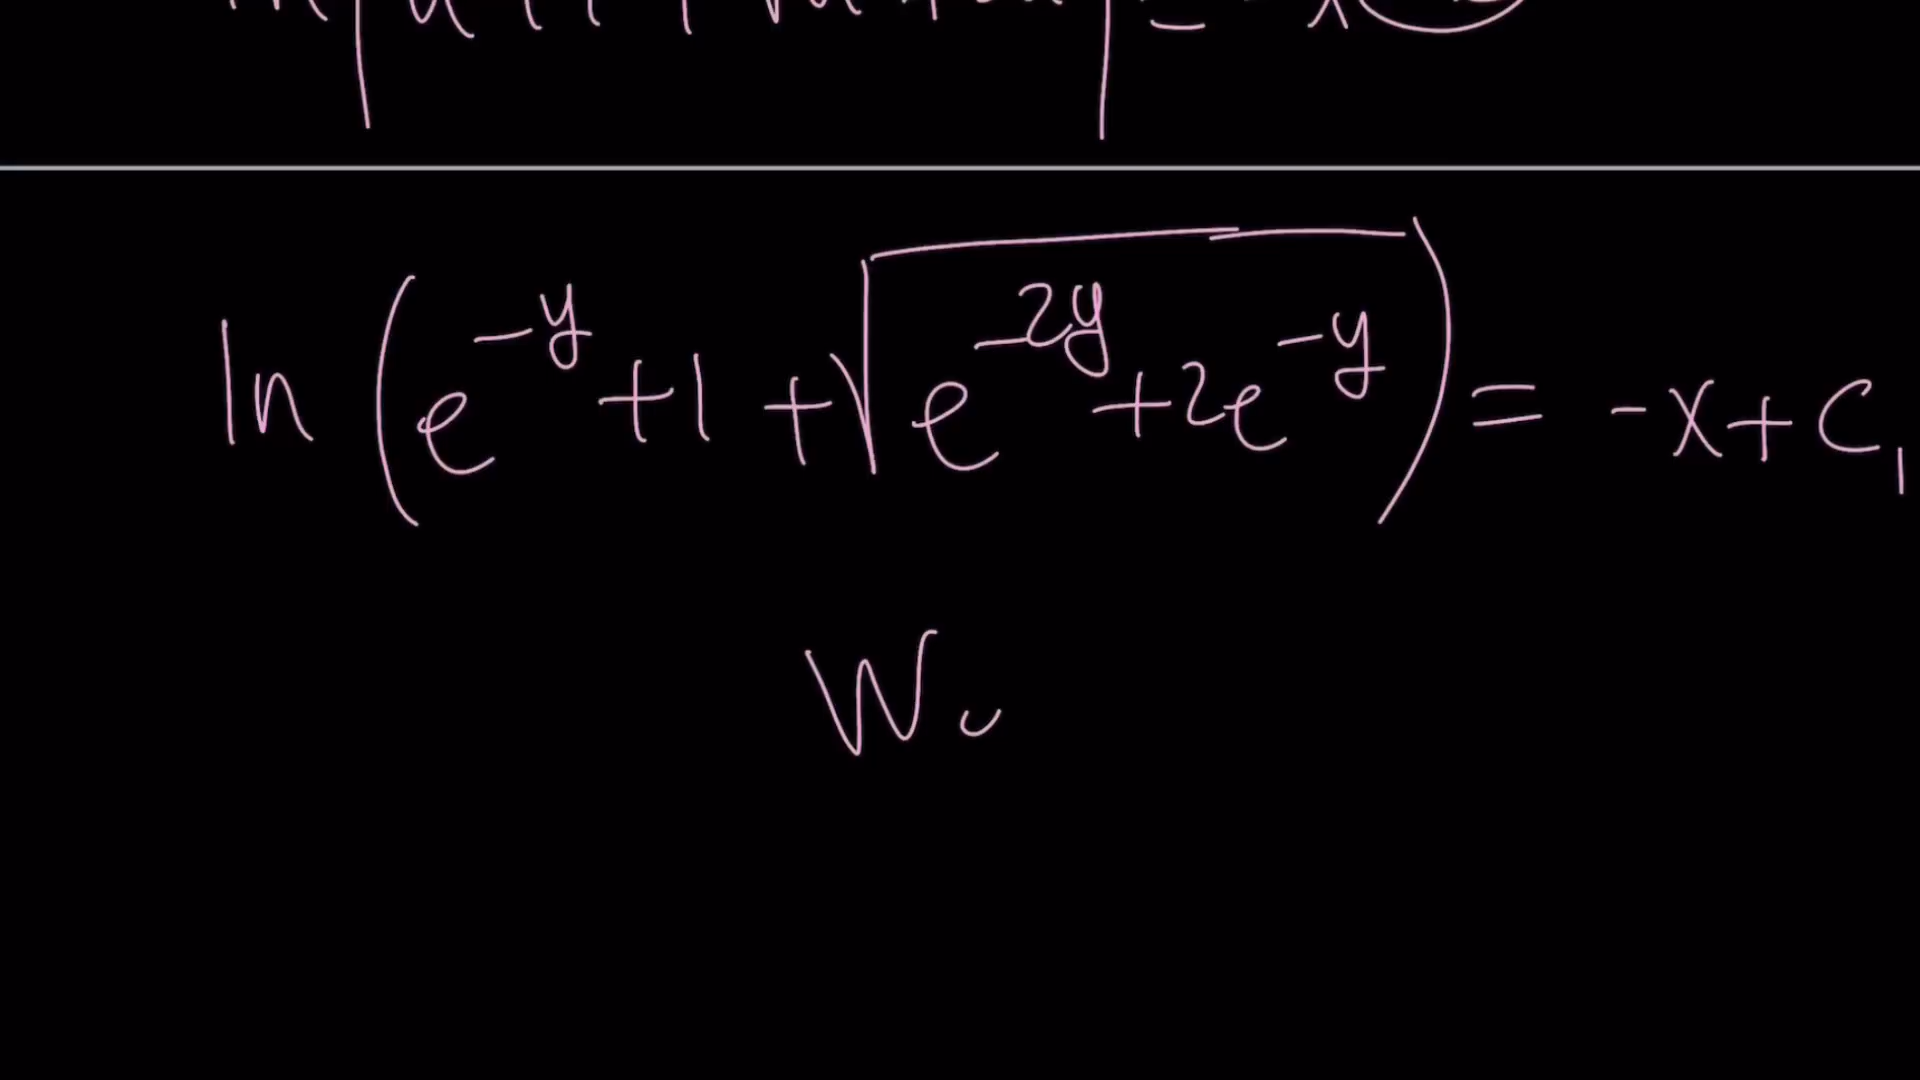 ln (e^{-y} + 1 + √(e^{-2y} + 2e^{-y})) = -x + C₁
W